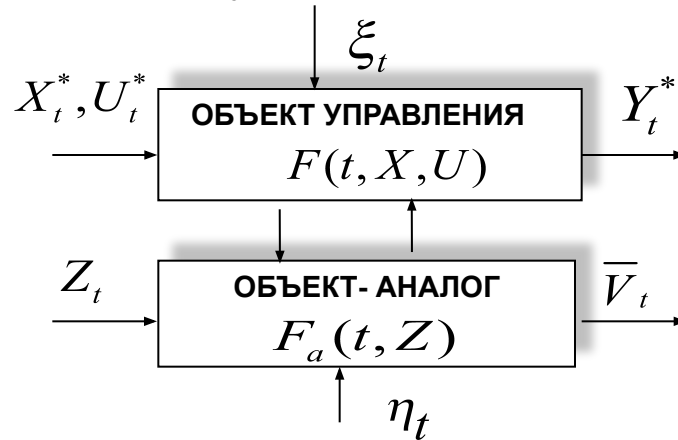 ξ_t
X_t^*, U_t^*
ОБЪЕКТ УПРАВЛЕНИЯ
Y_t^*
F(t, X, U)
Z_t
ОБЪЕКТ- АНАЛОГ
V̅_t
F_a(t, Z)
η_t